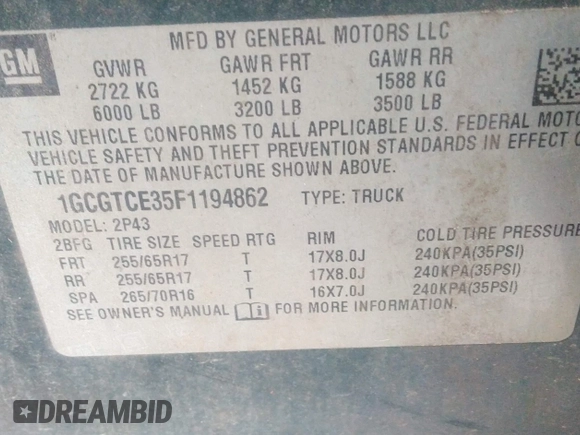 GM
MFD BY GENERAL MOTORS LLC
GVWR GAWR FRT GAWR RR
2722 KG 1452 KG 1588 KG
6000 LB 3200 LB 3500 LB
THIS VEHICLE CONFORMS TO ALL APPLICABLE U.S. FEDERAL MOTO
VEHICLE SAFETY AND THEFT PREVENTION STANDARDS IN EFFECT O
THE DATE OF MANUFACTURE SHOWN ABOVE.
1GCGTCE35F1194862 TYPE: TRUCK
MODEL: 2P43
2BFG TIRE SIZE SPEED RTG RIM COLD TIRE PRESSURE
FRT 255/65R17 T 17X8.0J 240KPA(35PSI)
RR 255/65R17 T 17X8.0J 240KPA(35PSI)
SPA 265/70R16 T 16X7.0J 240KPA(35PSI)
SEE OWNER'S MANUAL i FOR MORE INFORMATION.
DREAMBID